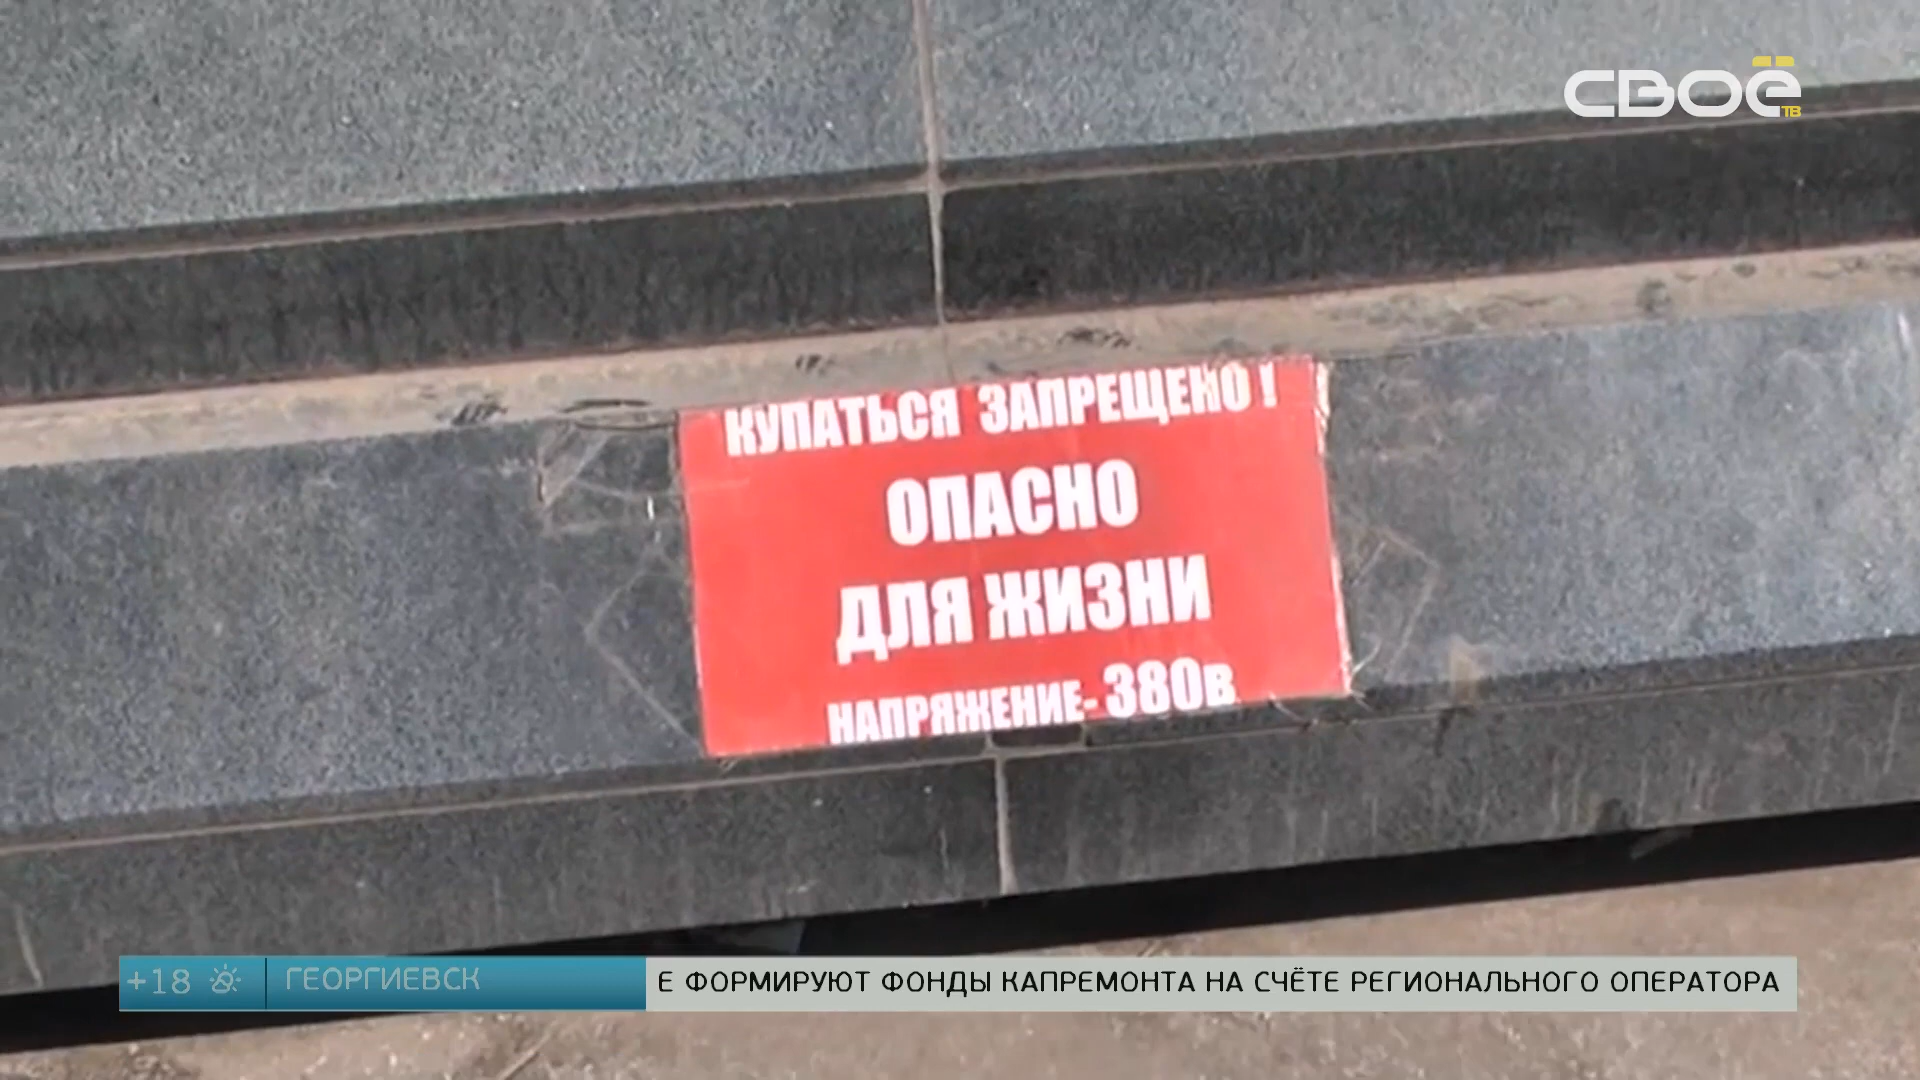 СВОЁ
ТВ
КУПАТЬСЯ ЗАПРЕЩЕНО !
ОПАСНО
ДЛЯ ЖИЗНИ
НАПРЯЖЕНИЕ- 380в
+18 ГЕОРГИЕВСК Е ФОРМИРУЮТ ФОНДЫ КАПРЕМОНТА НА СЧЁТЕ РЕГИОНАЛЬНОГО ОПЕРАТОРА